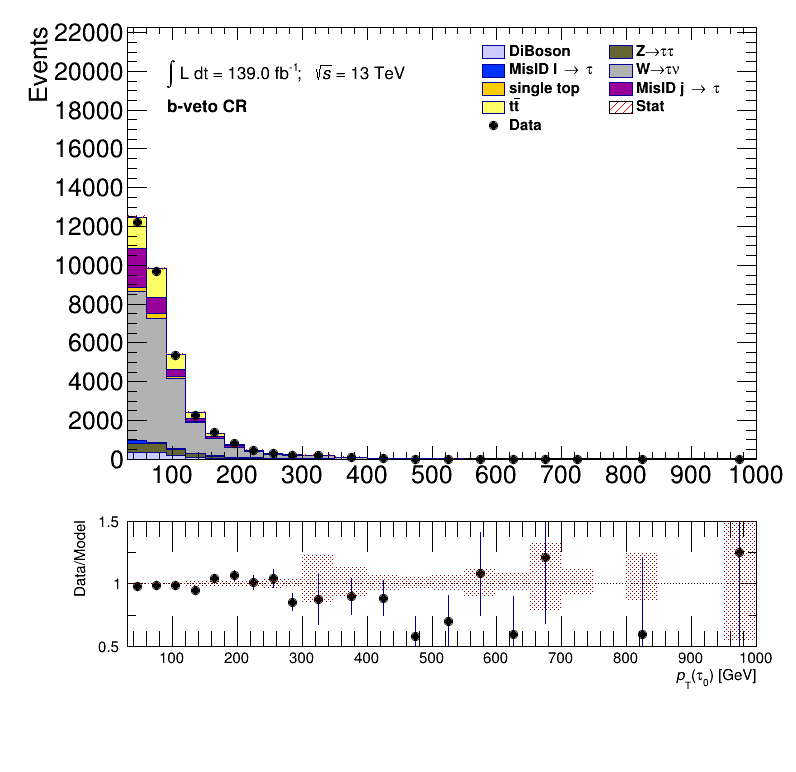 Events
22000
20000
18000
16000
14000
12000
10000
8000
6000
4000
2000
0
∫ L dt = 139.0 fb⁻¹; √s = 13 TeV
b-veto CR
DiBoson
MisID l → τ
single top
tt̄
Data
Z→ττ
W→τν
MisID j → τ
Stat
100 200 300 400 500 600 700 800 900 1000
Data/Model
1.5
1
0.5
100 200 300 400 500 600 700 800 900 1000
p_T(τ_0) [GeV]